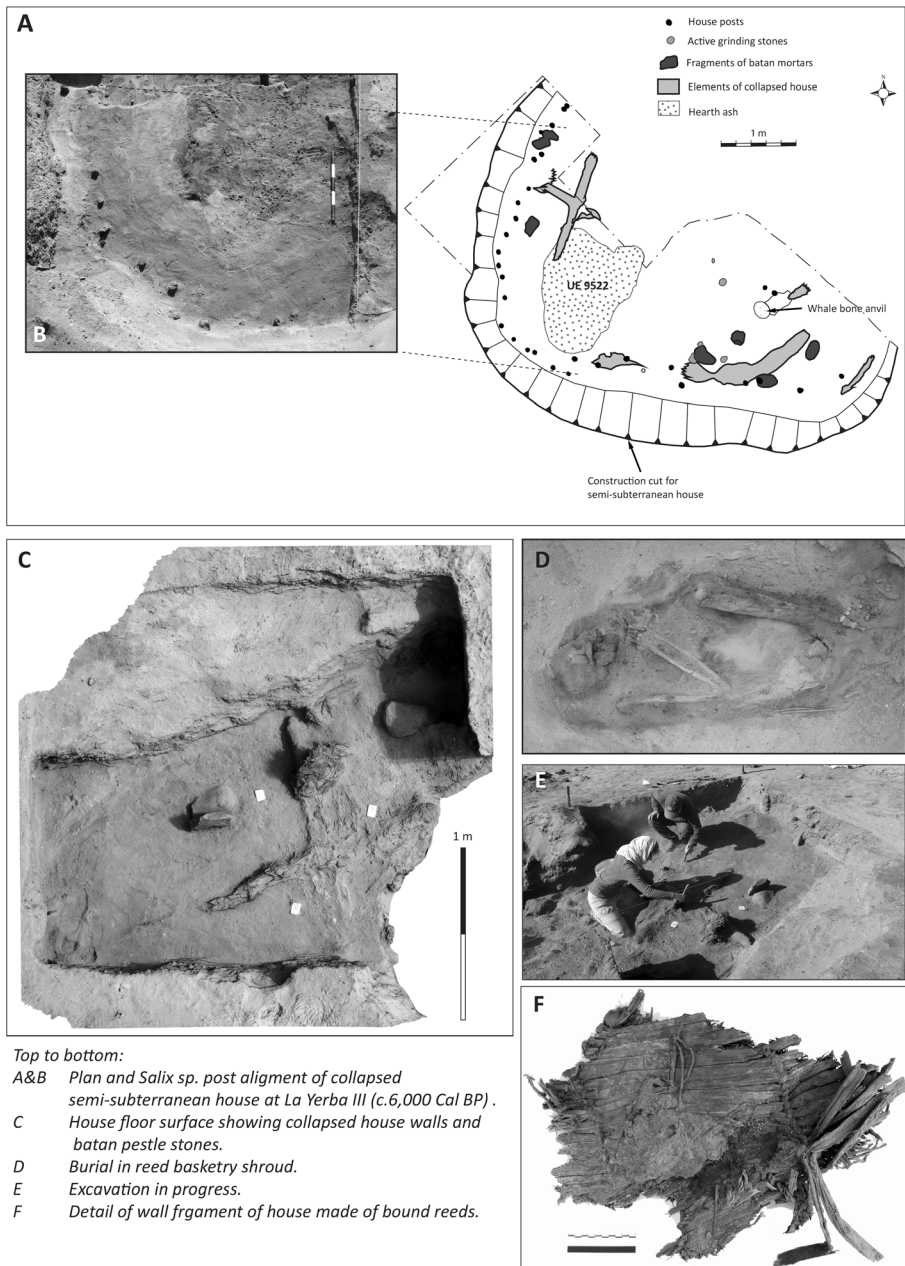 A
House posts
Active grinding stones
Fragments of batan mortars
Elements of collapsed house
Hearth ash
N
1 m
UE 9522
Whale bone anvil
Construction cut for
semi-subterranean house
B
C
1 m
D
E
F
Top to bottom:
A&B Plan and Salix sp. post aligment of collapsed
semi-subterranean house at La Yerba III (c.6,000 Cal BP) .
C House floor surface showing collapsed house walls and
batan pestle stones.
D Burial in reed basketry shroud.
E Excavation in progress.
F Detail of wall frgament of house made of bound reeds.